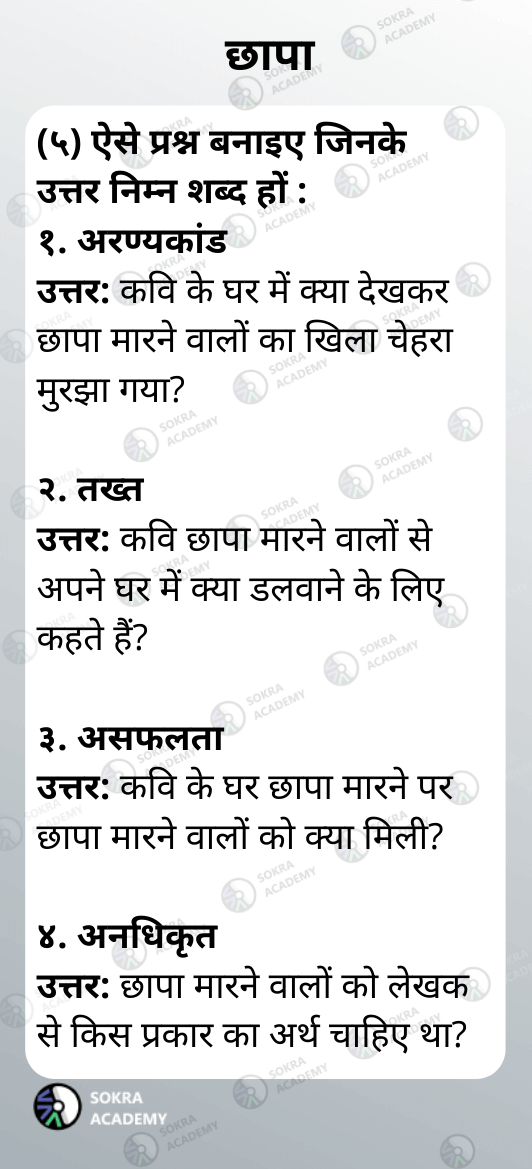 छापा
(५) ऐसे प्रश्न बनाइए जिनके
उत्तर निम्न शब्द हों :
१. अरण्यकांड
उत्तर: कवि के घर में क्या देखकर
छापा मारने वालों का खिला चेहरा
मुरझा गया?
२. तख्त
उत्तर: कवि छापा मारने वालों से
अपने घर में क्या डलवाने के लिए
कहते हैं?
३. असफलता
उत्तर: कवि के घर छापा मारने पर
छापा मारने वालों को क्या मिली?
४. अनधिकृत
उत्तर: छापा मारने वालों को लेखक
से किस प्रकार का अर्थ चाहिए था?
SOKRA
ACADEMY